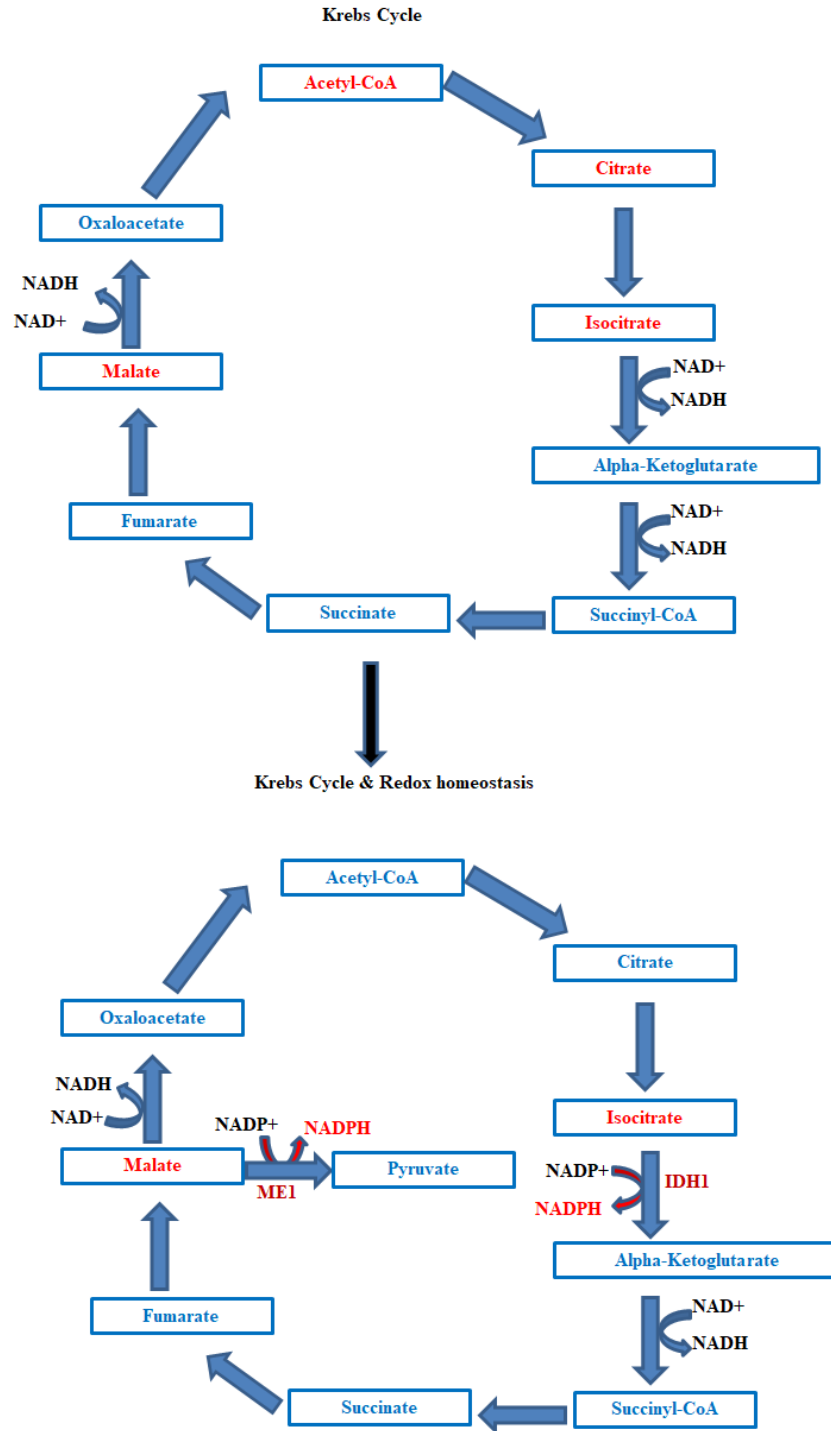 Krebs Cycle
Acetyl-CoA
Citrate
Oxaloacetate
NADH
NAD+
Isocitrate
Malate
NAD+
NADH
Alpha-Ketoglutarate
Fumarate
NAD+
NADH
Succinate
Succinyl-CoA
Krebs Cycle & Redox homeostasis
Acetyl-CoA
Citrate
Oxaloacetate
NADH
NAD+
Isocitrate
NADP+
NADPH
Malate
Pyruvate
ME1
NADP+
IDH1
NADPH
Alpha-Ketoglutarate
Fumarate
NAD+
NADH
Succinate
Succinyl-CoA